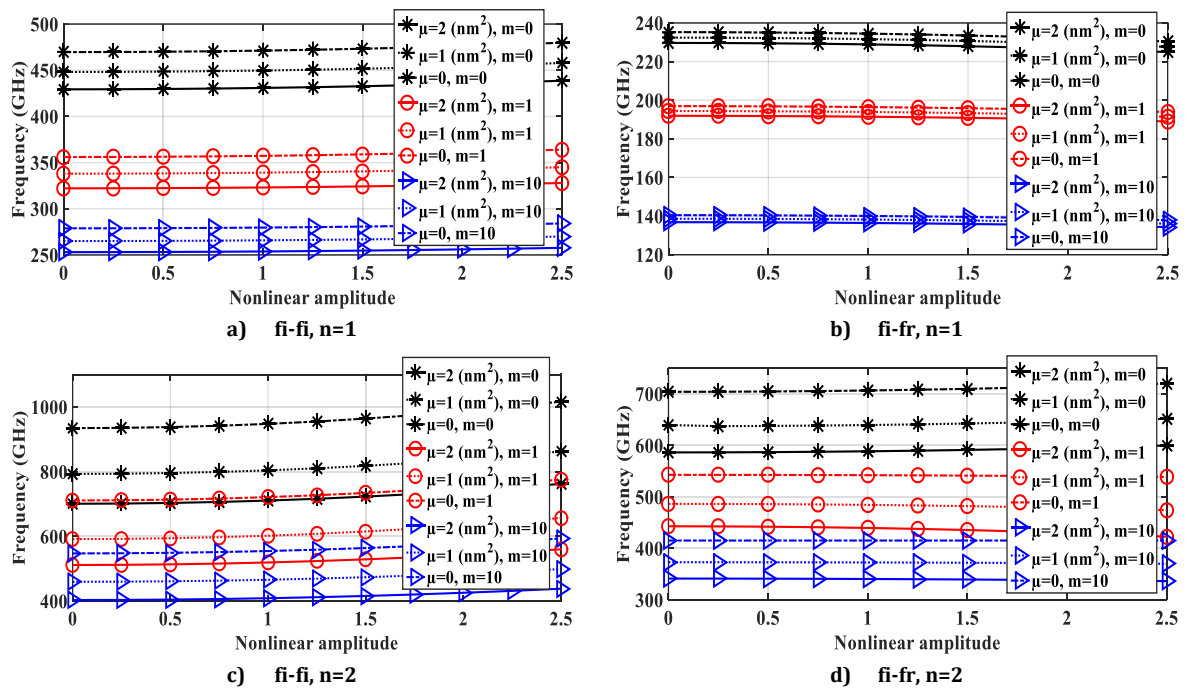 500
450
400
350
300
250
Frequency (GHz)
0 0.5 1 1.5 2 2.5
Nonlinear amplitude
μ=2 (nm²), m=0
μ=1 (nm²), m=0
μ=0, m=0
μ=2 (nm²), m=1
μ=1 (nm²), m=1
μ=0, m=1
μ=2 (nm²), m=10
μ=1 (nm²), m=10
μ=0, m=10
a) fi-fi, n=1
240
220
200
180
160
140
120
Frequency (GHz)
0 0.5 1 1.5 2 2.5
Nonlinear amplitude
μ=2 (nm²), m=0
μ=1 (nm²), m=0
μ=0, m=0
μ=2 (nm²), m=1
μ=1 (nm²), m=1
μ=0, m=1
μ=2 (nm²), m=10
μ=1 (nm²), m=10
μ=0, m=10
b) fi-fr, n=1
1000
800
600
400
Frequency (GHz)
0 0.5 1 1.5 2 2.5
Nonlinear amplitude
μ=2 (nm²), m=0
μ=1 (nm²), m=0
μ=0, m=0
μ=2 (nm²), m=1
μ=1 (nm²), m=1
μ=0, m=1
μ=2 (nm²), m=10
μ=1 (nm²), m=10
μ=0, m=10
c) fi-fi, n=2
700
600
500
400
300
Frequency (GHz)
0 0.5 1 1.5 2 2.5
Nonlinear amplitude
μ=2 (nm²), m=0
μ=1 (nm²), m=0
μ=0, m=0
μ=2 (nm²), m=1
μ=1 (nm²), m=1
μ=0, m=1
μ=2 (nm²), m=10
μ=1 (nm²), m=10
μ=0, m=10
d) fi-fr, n=2